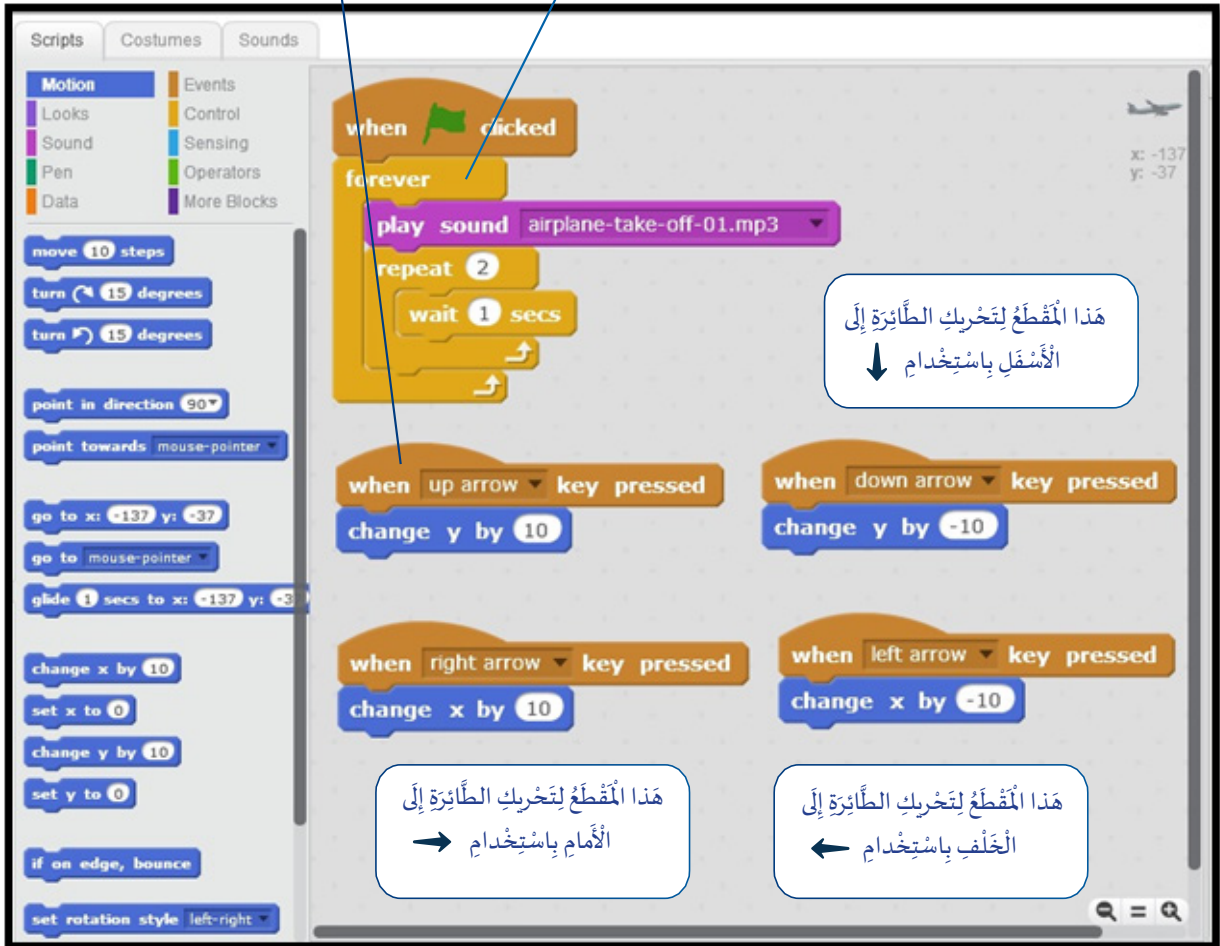 Scripts Costumes Sounds
Motion Events
Looks Control
Sound Sensing
Pen Operators
Data More Blocks
move 10 steps
turn 15 degrees
turn 15 degrees
point in direction 90
point towards mouse-pointer
go to x: -137 y: -37
go to mouse-pointer
glide 1 secs to x: -137 y: -3
change x by 10
set x to 0
change y by 10
set y to 0
if on edge, bounce
set rotation style left-right
when clicked
forever
play sound airplane-take-off-01.mp3
repeat 2
wait 1 secs
x: -137
y: -37
هَذا الْمَقْطَعُ لِتَحْريكِ الطَّائِرَةِ إِلَى
الْأَسْفَلِ بِاسْتِخْدامِ ↓
when up arrow key pressed
change y by 10
when down arrow key pressed
change y by -10
when right arrow key pressed
change x by 10
when left arrow key pressed
change x by -10
هَذا الْمَقْطَعُ لِتَحْريكِ الطَّائِرَةِ إِلَى
الْأَمامِ بِاسْتِخْدامِ →
هَذا الْمَقْطَعُ لِتَحْريكِ الطَّائِرَةِ إِلَى
الْخَلْفِ بِاسْتِخْدامِ ←